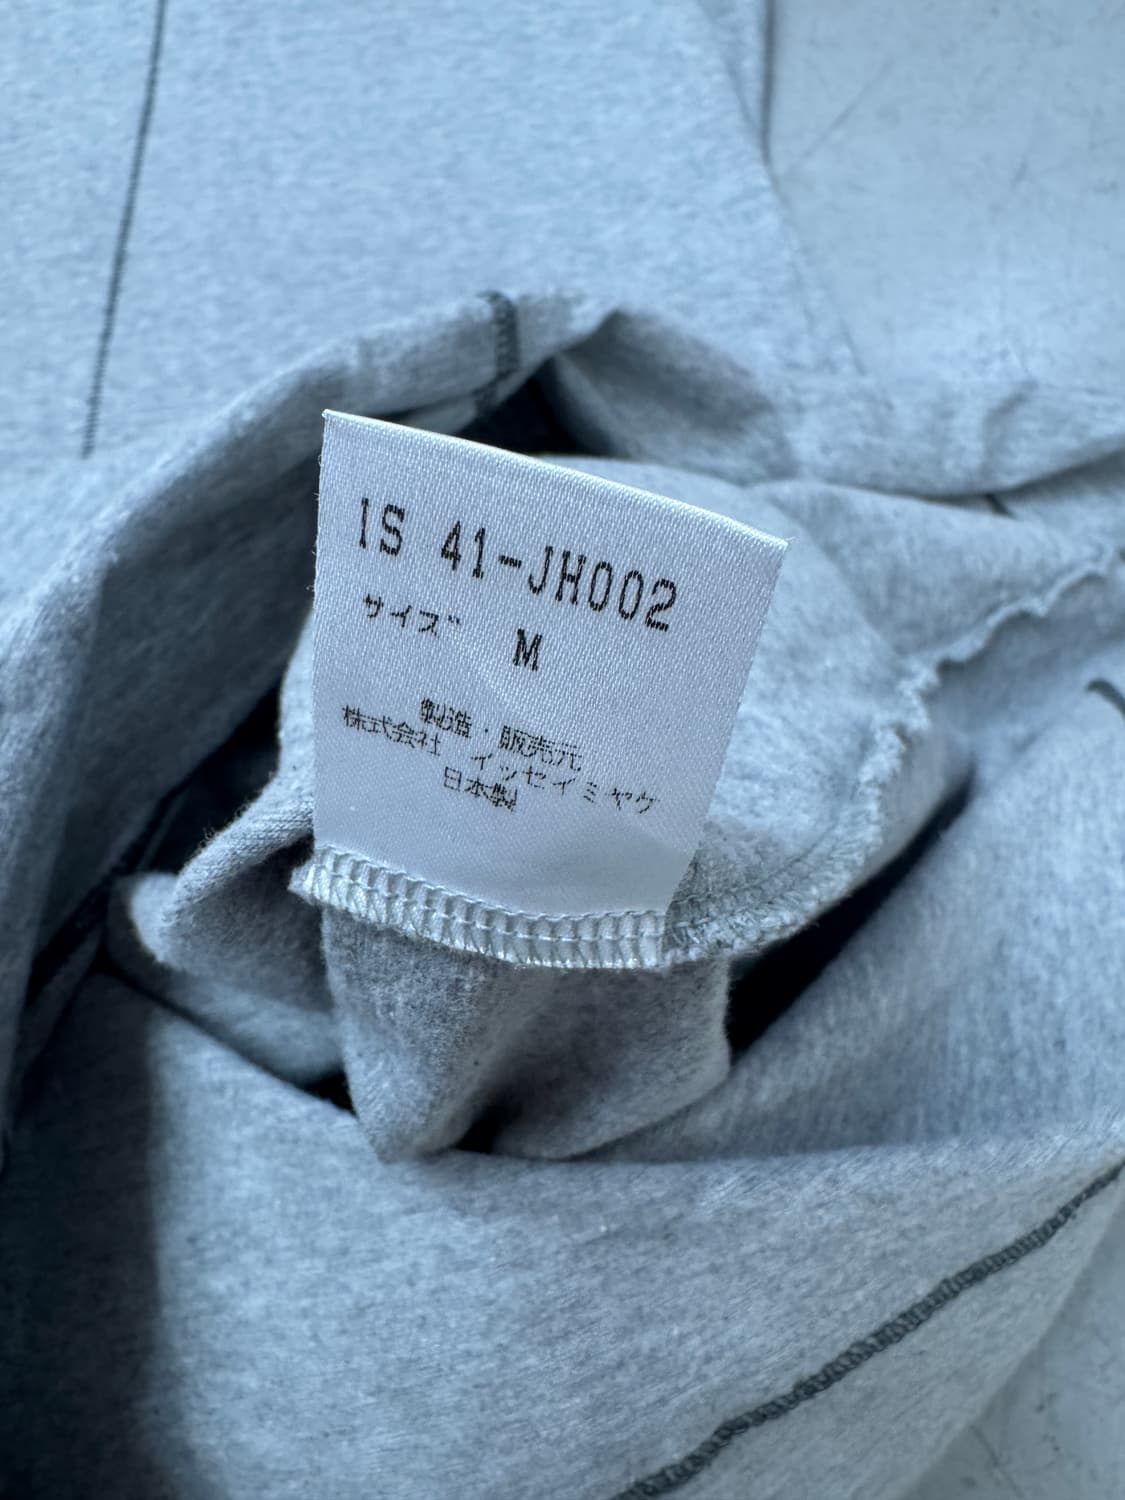 IS 41-JH002
サイズ M
製造・販売元
株式会社 イッセイミヤケ
日本製